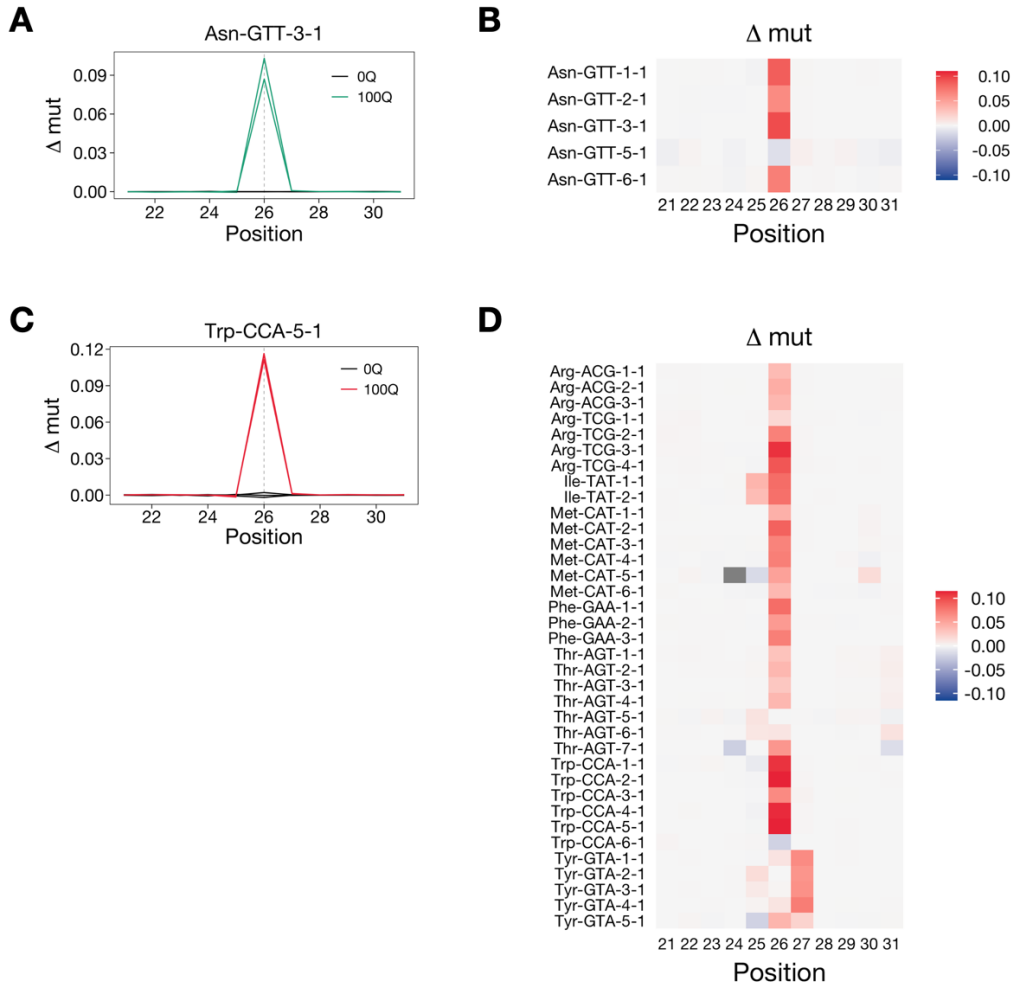 A
Asn-GTT-3-1
Δ mut
0.09
0.06
0.03
0.00
0Q
100Q
22 24 26 28 30
Position
B
Δ mut
Asn-GTT-1-1
Asn-GTT-2-1
Asn-GTT-3-1
Asn-GTT-5-1
Asn-GTT-6-1
21 22 23 24 25 26 27 28 29 30 31
Position
0.10
0.05
0.00
-0.05
-0.10
C
Trp-CCA-5-1
Δ mut
0.12
0.09
0.06
0.03
0.00
0Q
100Q
22 24 26 28 30
Position
D
Δ mut
Arg-ACG-1-1
Arg-ACG-2-1
Arg-ACG-3-1
Arg-TCG-1-1
Arg-TCG-2-1
Arg-TCG-3-1
Arg-TCG-4-1
Ile-TAT-1-1
Ile-TAT-2-1
Met-CAT-1-1
Met-CAT-2-1
Met-CAT-3-1
Met-CAT-4-1
Met-CAT-5-1
Met-CAT-6-1
Phe-GAA-1-1
Phe-GAA-2-1
Phe-GAA-3-1
Thr-AGT-1-1
Thr-AGT-2-1
Thr-AGT-3-1
Thr-AGT-4-1
Thr-AGT-5-1
Thr-AGT-6-1
Thr-AGT-7-1
Trp-CCA-1-1
Trp-CCA-2-1
Trp-CCA-3-1
Trp-CCA-4-1
Trp-CCA-5-1
Trp-CCA-6-1
Tyr-GTA-1-1
Tyr-GTA-2-1
Tyr-GTA-3-1
Tyr-GTA-4-1
Tyr-GTA-5-1
21 22 23 24 25 26 27 28 29 30 31
Position
0.10
0.05
0.00
-0.05
-0.10